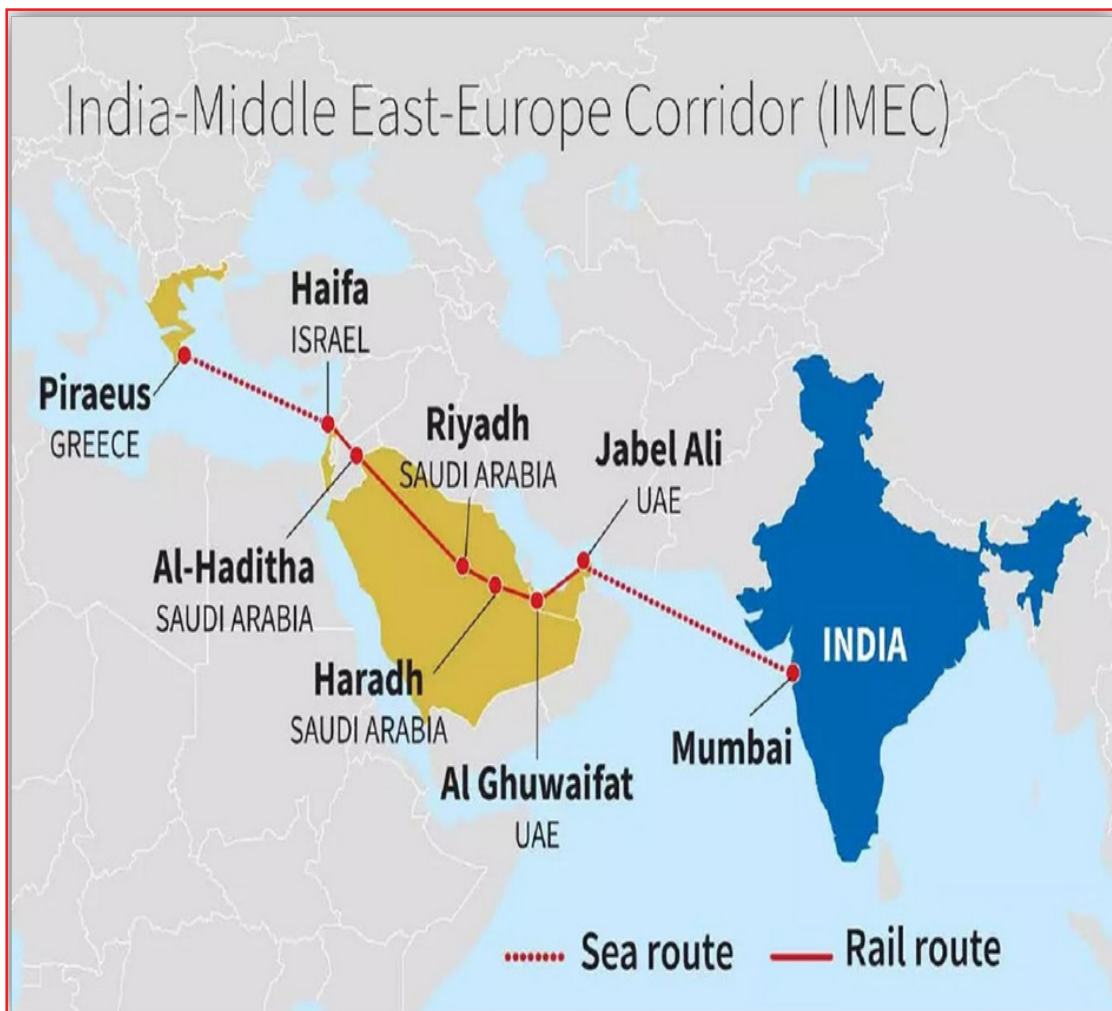 India-Middle East-Europe Corridor (IMEC)
Haifa
ISRAEL
Piraeus
GREECE
Riyadh
SAUDI ARABIA
Jabel Ali
UAE
Al-Haditha
SAUDI ARABIA
INDIA
Haradh
SAUDI ARABIA
Mumbai
Al Ghuwaifat
UAE
Sea route Rail route